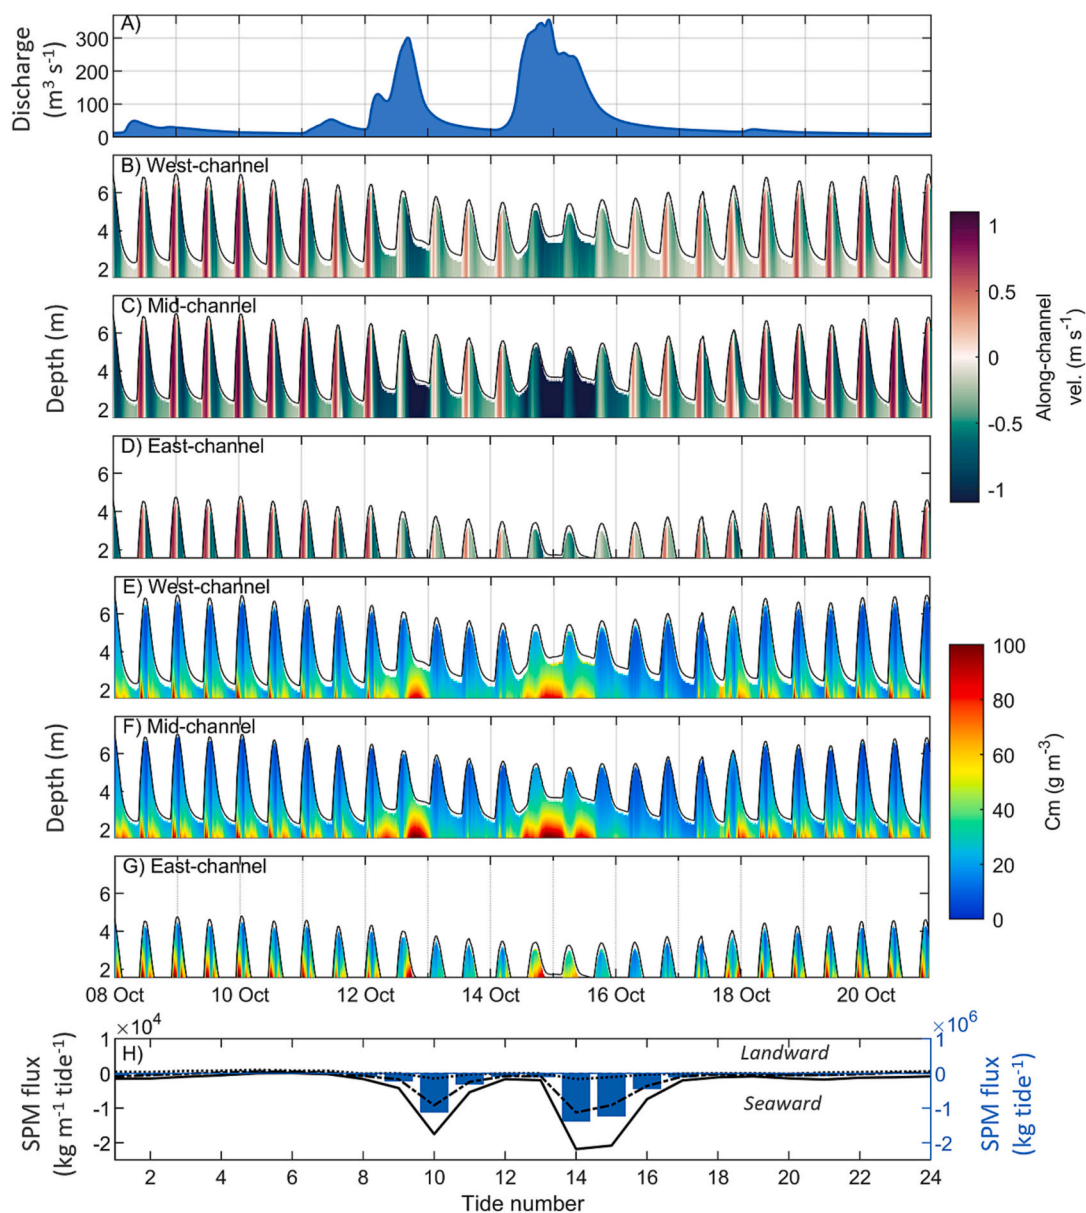 A)
Discharge
(m³ s⁻¹)
300
200
100
0
B) West-channel
6
4
2
C) Mid-channel
6
4
2
Depth (m)
D) East-channel
6
4
2
1
0.5
0
-0.5
-1
Along-channel
vel. (m s⁻¹)
E) West-channel
6
4
2
F) Mid-channel
6
4
2
Depth (m)
G) East-channel
6
4
2
100
80
60
40
20
0
Cm (g m⁻³)
08 Oct 10 Oct 12 Oct 14 Oct 16 Oct 18 Oct 20 Oct
×10⁴
×10⁶
H)
Landward
Seaward
SPM flux
(kg m⁻¹ tide⁻¹)
1
0
-1
-2
1
0
-1
-2
SPM flux
(kg tide⁻¹)
2 4 6 8 10 12 14 16 18 20 22 24
Tide number